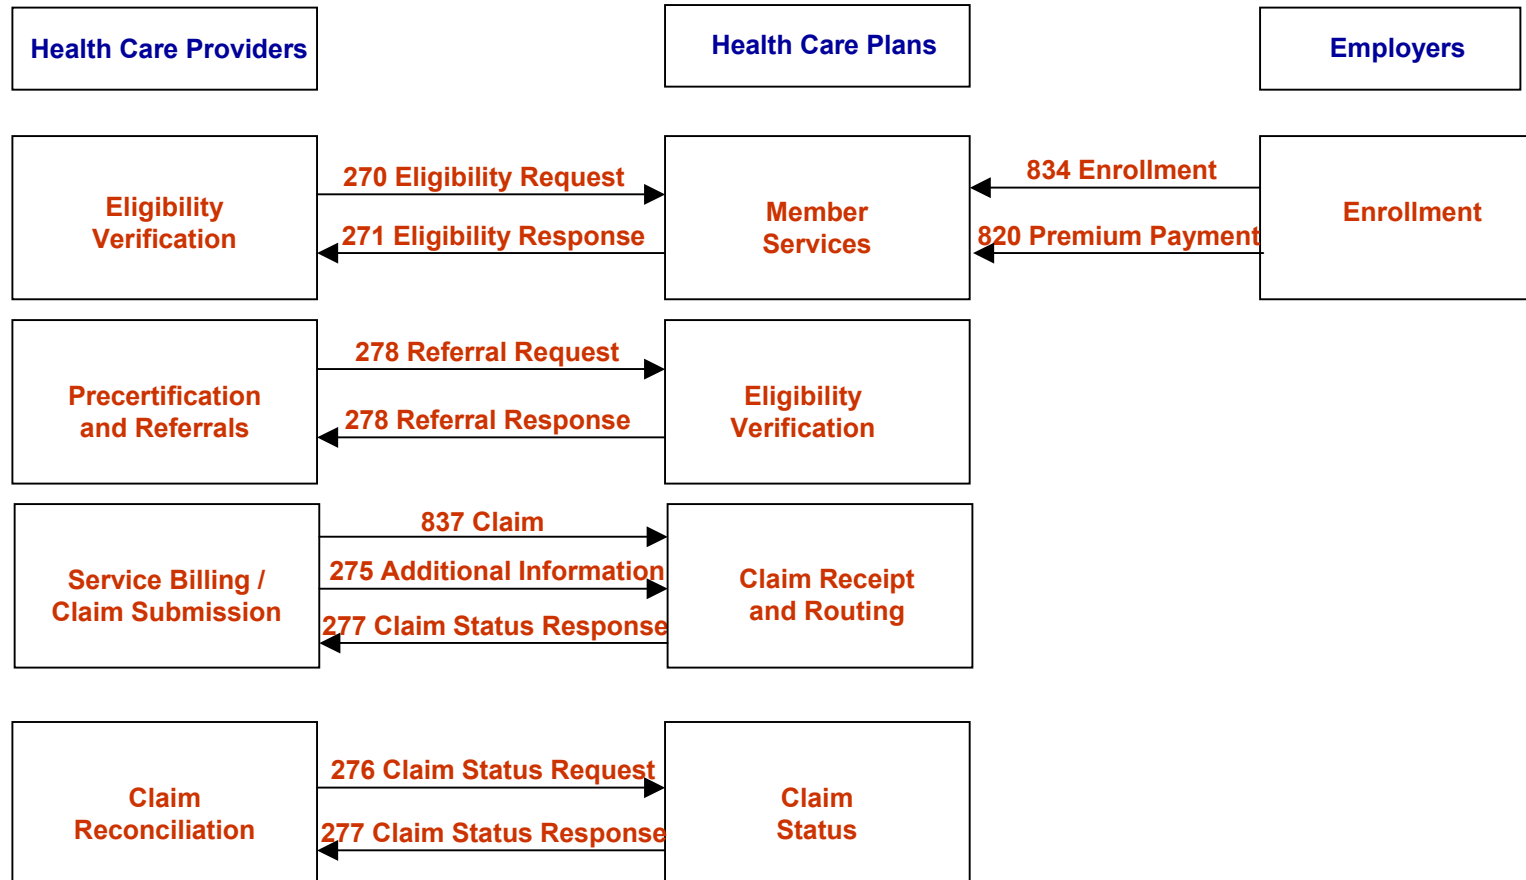 Health Care Providers
Health Care Plans
Employers
Eligibility
Verification
270 Eligibility Request
271 Eligibility Response
Member
Services
834 Enrollment
820 Premium Payment
Enrollment
Precertification
and Referrals
278 Referral Request
278 Referral Response
Eligibility
Verification
Service Billing /
Claim Submission
837 Claim
275 Additional Information
277 Claim Status Response
Claim Receipt
and Routing
Claim
Reconciliation
276 Claim Status Request
277 Claim Status Response
Claim
Status